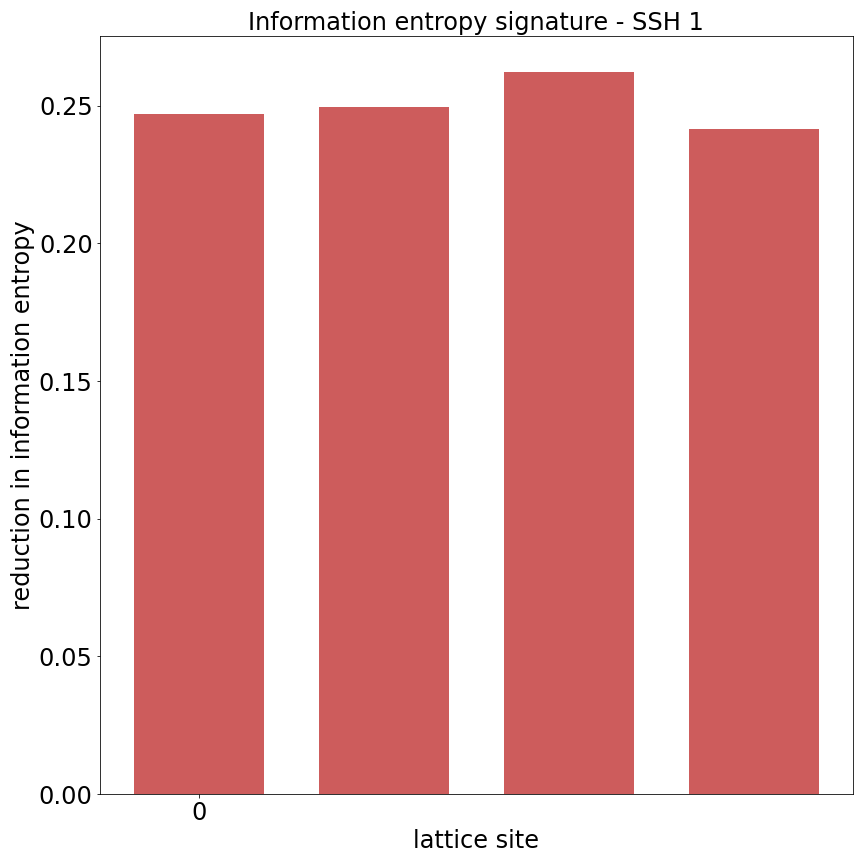 Information entropy signature - SSH 1
reduction in information entropy
0.25
0.20
0.15
0.10
0.05
0.00
0
lattice site